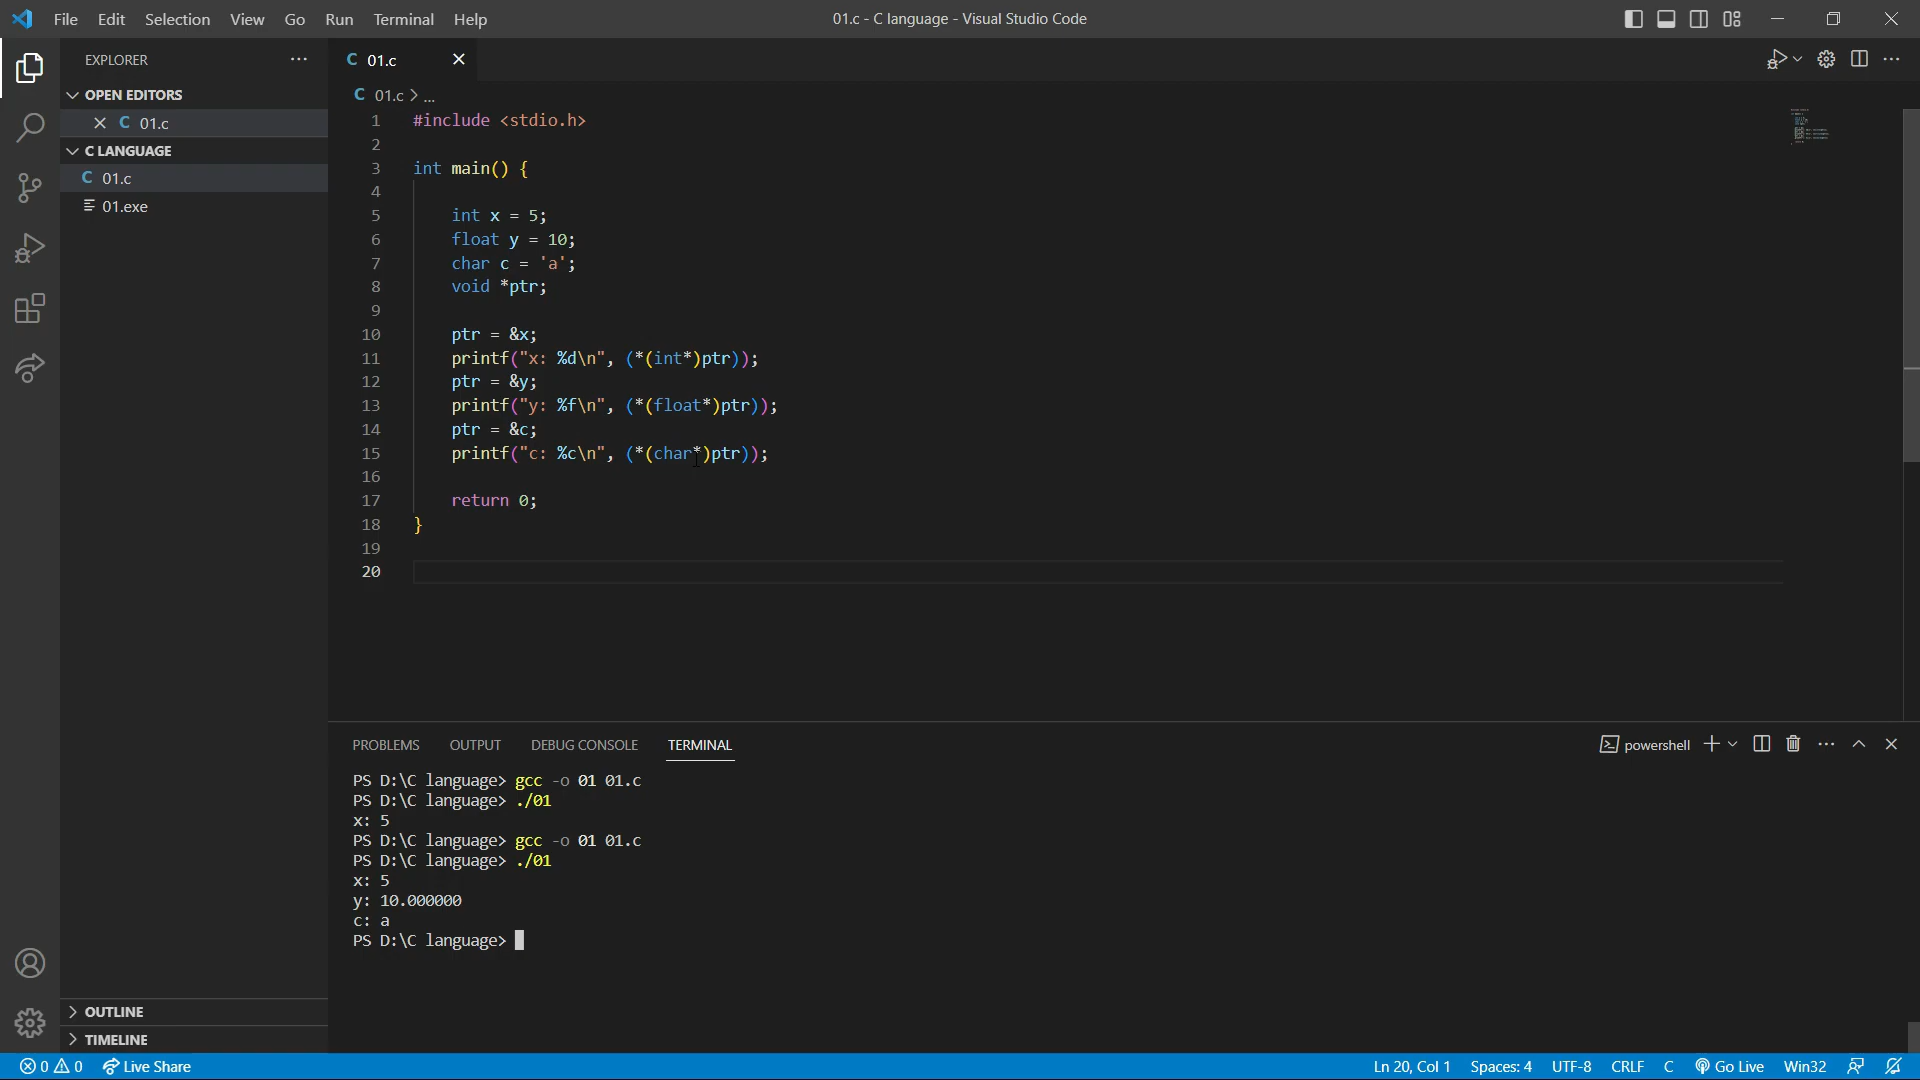 File Edit Selection View Go Run Terminal Help
01.c - C language - Visual Studio Code
EXPLORER
OPEN EDITORS
C 01.c
C LANGUAGE
C 01.c
01.exe
OUTLINE
TIMELINE
C 01.c
C 01.c > ...
1 #include <stdio.h>
2
3 int main() {
4
5 int x = 5;
6 float y = 10;
7 char c = 'a';
8 void *ptr;
9
10 ptr = &x;
11 printf("x: %d\n", (*(int*)ptr));
12 ptr = &y;
13 printf("y: %f\n", (*(float*)ptr));
14 ptr = &c;
15 printf("c: %c\n", (*(char*)ptr));
16
17 return 0;
18 }
19
20
PROBLEMS OUTPUT DEBUG CONSOLE TERMINAL
powershell
PS D:\C language> gcc -o 01 01.c
PS D:\C language> ./01
x: 5
PS D:\C language> gcc -o 01 01.c
PS D:\C language> ./01
x: 5
y: 10.000000
c: a
PS D:\C language>
0 0 Live Share
Ln 20, Col 1 Spaces: 4 UTF-8 CRLF C Go Live Win32